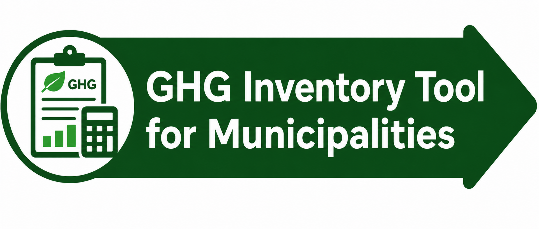 GHG
GHG Inventory Tool
for Municipalities